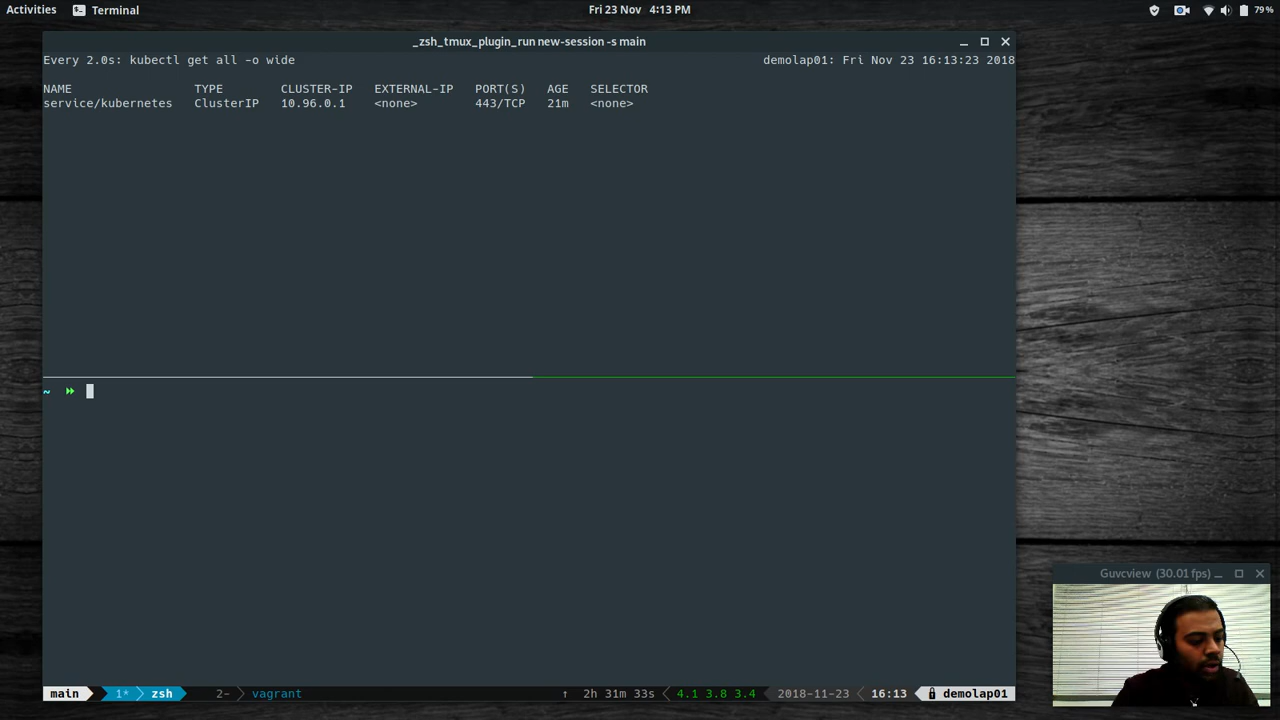 Activities Terminal Fri 23 Nov 4:13 PM 79%
_zsh_tmux_plugin_run new-session -s main
Every 2.0s: kubectl get all -o wide demolap01: Fri Nov 23 16:13:23 2018
NAME TYPE CLUSTER-IP EXTERNAL-IP PORT(S) AGE SELECTOR
service/kubernetes ClusterIP 10.96.0.1 <none> 443/TCP 21m <none>
~
Guvcview (30.01 fps)
main 1* zsh 2- vagrant ↑ 2h 31m 33s 4.1 3.8 3.4 2018-11-23 16:13 demolap01